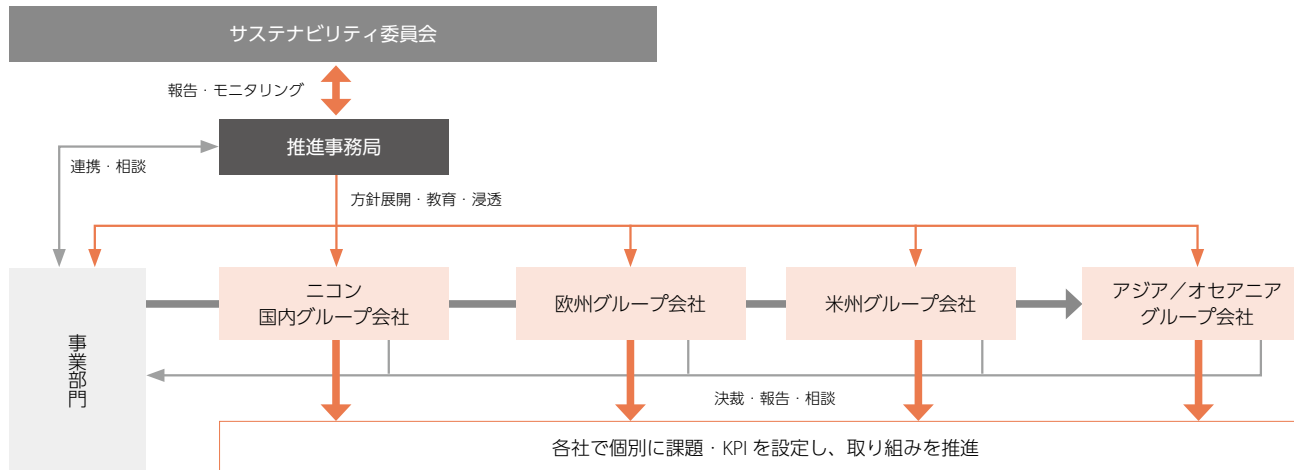 サステナビリティ委員会
報告・モニタリング
推進事務局
連携・相談
方針展開・教育・浸透
事業部門
ニコン
国内グループ会社
欧州グループ会社
米州グループ会社
アジア／オセアニア
グループ会社
決裁・報告・相談
各社で個別に課題・KPI を設定し、取り組みを推進